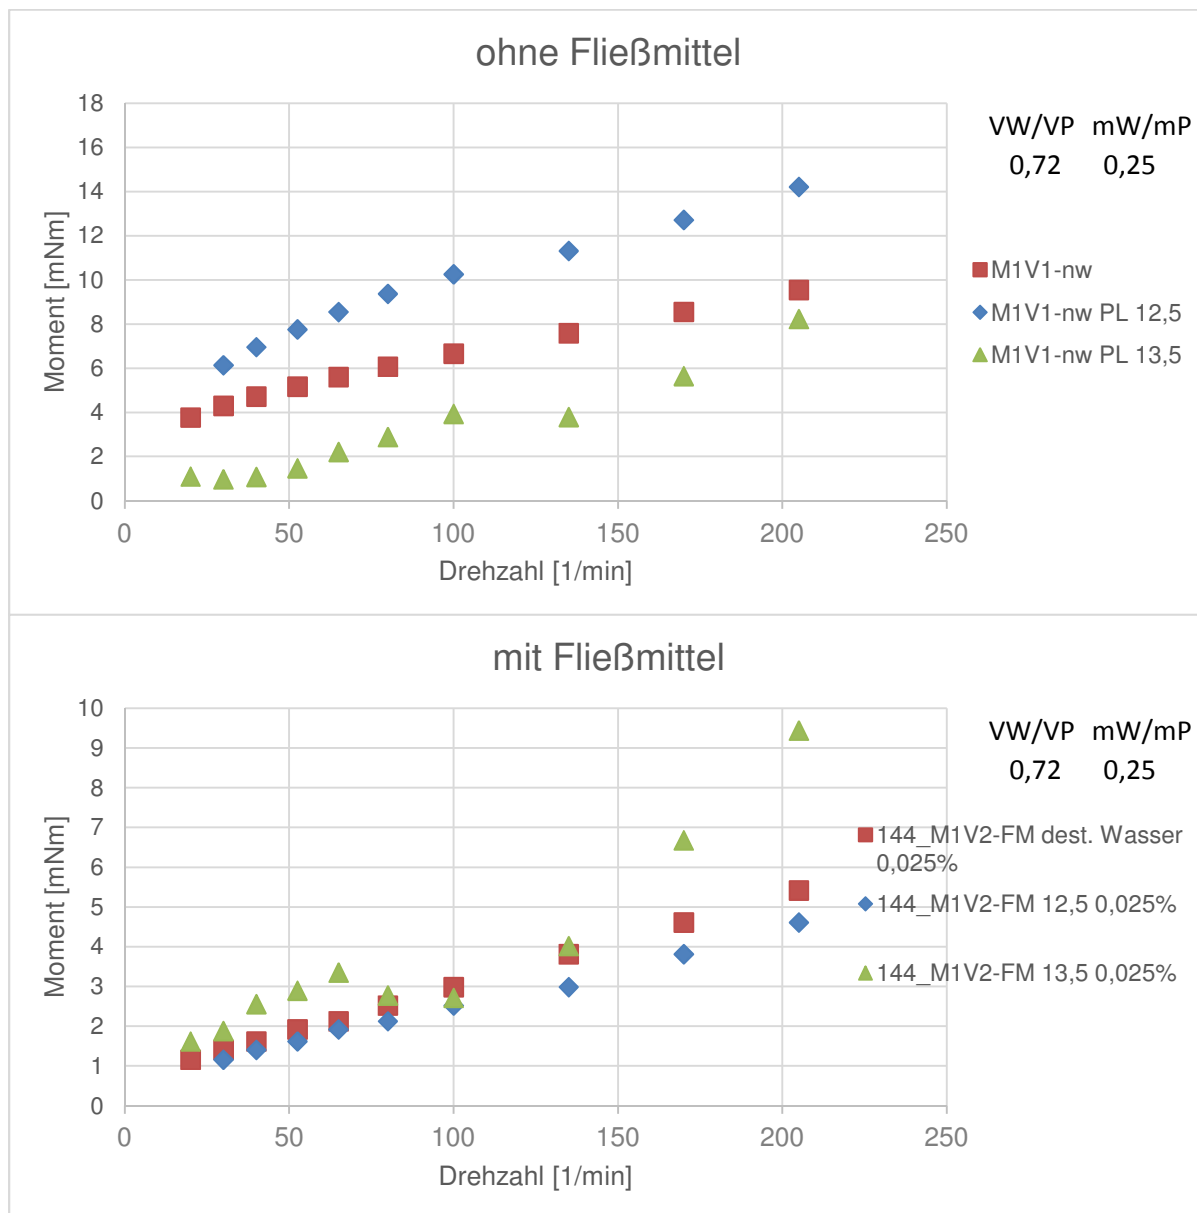 ohne Fließmittel
18
16
14
12
10
8
6
4
2
0
Moment [mNm]
0 50 100 150 200 250
Drehzahl [1/min]
VW/VP mW/mP
0,72 0,25
M1V1-nw
M1V1-nw PL 12,5
M1V1-nw PL 13,5
mit Fließmittel
10
9
8
7
6
5
4
3
2
1
0
Moment [mNm]
0 50 100 150 200 250
Drehzahl [1/min]
VW/VP mW/mP
0,72 0,25
144_M1V2-FM dest. Wasser
0,025%
144_M1V2-FM 12,5 0,025%
144_M1V2-FM 13,5 0,025%